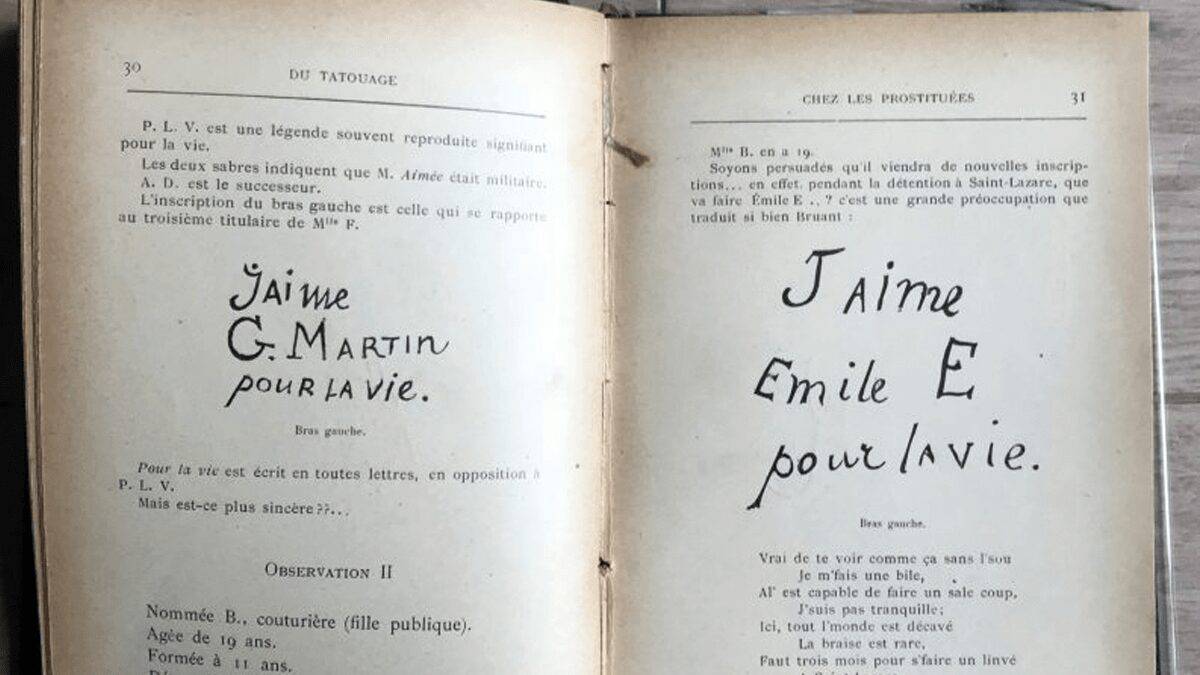 30
DU TATOUAGE
P. L. V. est une légende souvent reproduite signifiant
pour la vie.
Les deux sabres indiquent que M. Aimée était militaire.
A. D. est le successeur.
L'inscription du bras gauche est celle qui se rapporte
au troisième titulaire de Mlle F.
J'Aime
G. MARTIN
POUR LA Vie.
Bras gauche.
Pour la vie est écrit en toutes lettres, en opposition à
P. L. V.
Mais est-ce plus sincère ??...
OBSERVATION II
Nommée B., couturière (fille publique).
Agée de 19 ans.
Formée à 11 ans.
CHEZ LES PROSTITUÉES
31
Mlle B. en a 19.
Soyons persuadés qu'il viendra de nouvelles inscrip-
tions... en effet, pendant la détention à Saint-Lazare, que
va faire Émile E .. ? c'est une grande préoccupation que
traduit si bien Bruant :
J'Aime
Emile E
pour lA vie.
Bras gauche.
Vrai de te voir comme ça sans l'sou
Je m'fais une bile,
Al' est capable de faire un sale coup,
J'suis pas tranquille;
Ici, tout l'monde est décavé
La braise est rare,
Faut trois mois pour s'faire un linvé